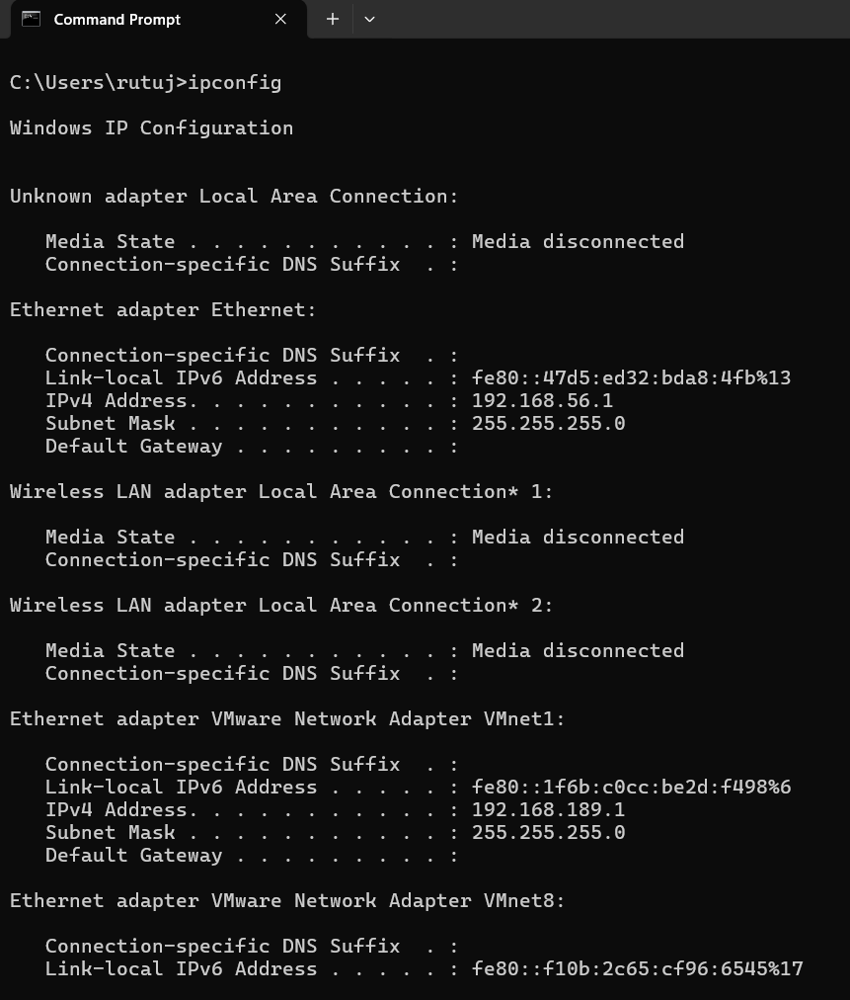 Command Prompt
C:\Users\rutuj>ipconfig
Windows IP Configuration
Unknown adapter Local Area Connection:
   Media State . . . . . . . . . . . : Media disconnected
   Connection-specific DNS Suffix  . :
Ethernet adapter Ethernet:
   Connection-specific DNS Suffix  . :
   Link-local IPv6 Address . . . . . : fe80::47d5:ed32:bda8:4fb%13
   IPv4 Address. . . . . . . . . . . : 192.168.56.1
   Subnet Mask . . . . . . . . . . . : 255.255.255.0
   Default Gateway . . . . . . . . . :
Wireless LAN adapter Local Area Connection* 1:
   Media State . . . . . . . . . . . : Media disconnected
   Connection-specific DNS Suffix  . :
Wireless LAN adapter Local Area Connection* 2:
   Media State . . . . . . . . . . . : Media disconnected
   Connection-specific DNS Suffix  . :
Ethernet adapter VMware Network Adapter VMnet1:
   Connection-specific DNS Suffix  . :
   Link-local IPv6 Address . . . . . : fe80::1f6b:c0cc:be2d:f498%6
   IPv4 Address. . . . . . . . . . . : 192.168.189.1
   Subnet Mask . . . . . . . . . . . : 255.255.255.0
   Default Gateway . . . . . . . . . :
Ethernet adapter VMware Network Adapter VMnet8:
   Connection-specific DNS Suffix  . :
   Link-local IPv6 Address . . . . . : fe80::f10b:2c65:cf96:6545%17